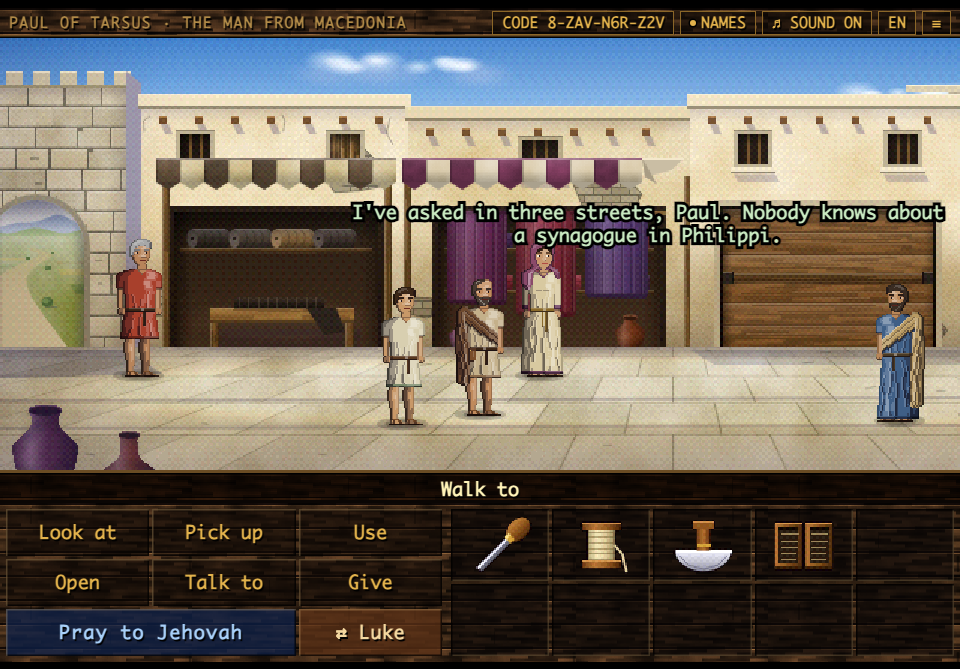 PAUL OF TARSUS · THE MAN FROM MACEDONIA
CODE 8-ZAV-N6R-Z2V
• NAMES
♬ SOUND ON
EN
≡
I've asked in three streets, Paul. Nobody knows about
a synagogue in Philippi.
Walk to
Look at
Pick up
Use
Open
Talk to
Give
Pray to Jehovah
⇄ Luke